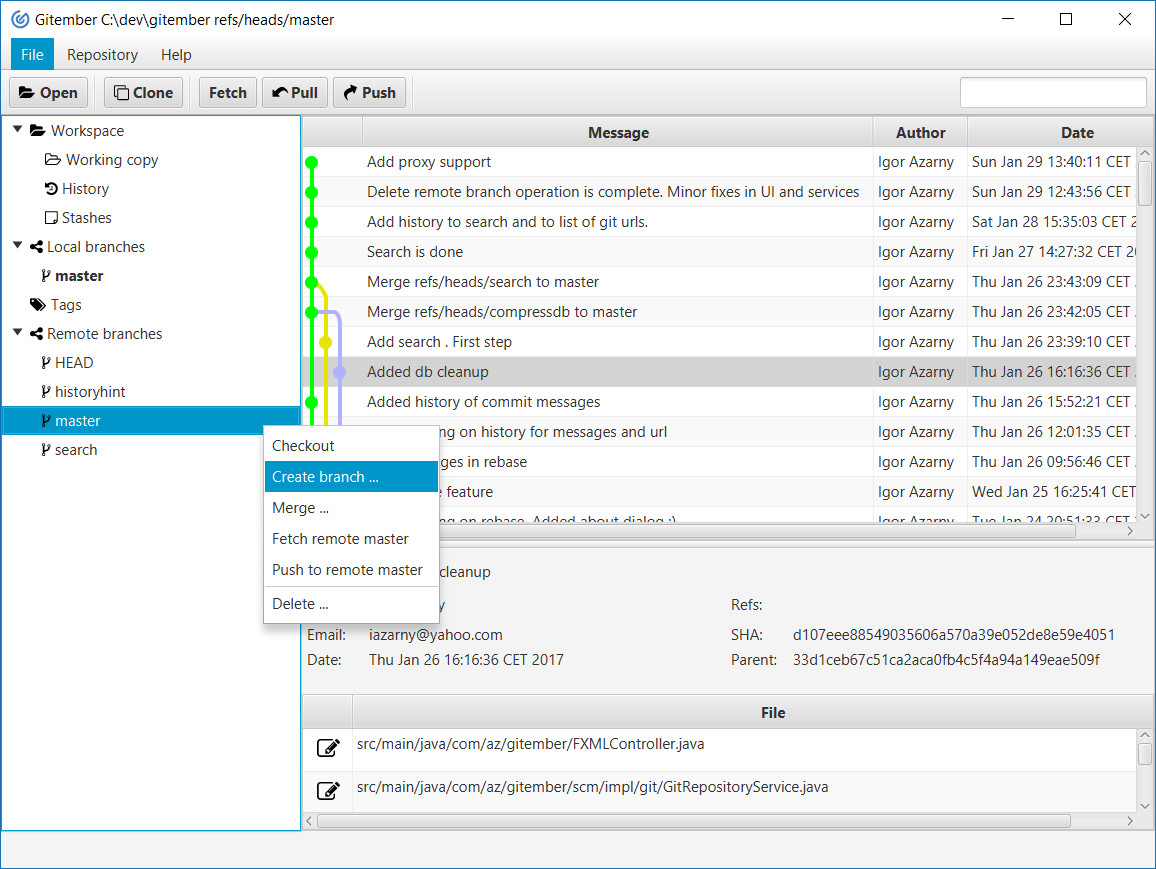 Gitember C:\dev\gitember refs/heads/master
File Repository Help
Open Clone Fetch Pull Push
Workspace
Working copy
History
Stashes
Local branches
master
Tags
Remote branches
HEAD
historyhint
master
search
Checkout
Create branch ...
Merge ...
Fetch remote master
Push to remote master
Delete ...
Message Author Date
Add proxy support Igor Azarny Sun Jan 29 13:40:11 CET
Delete remote branch operation is complete. Minor fixes in UI and services Igor Azarny Sun Jan 29 12:43:56 CET
Add history to search and to list of git urls. Igor Azarny Sat Jan 28 15:35:03 CET 2
Search is done Igor Azarny Fri Jan 27 14:27:32 CET 20
Merge refs/heads/search to master Igor Azarny Thu Jan 26 23:43:09 CET
Merge refs/heads/compressdb to master Igor Azarny Thu Jan 26 23:42:05 CET
Add search . First step Igor Azarny Thu Jan 26 23:39:10 CET
Added db cleanup Igor Azarny Thu Jan 26 16:16:36 CET
Added history of commit messages Igor Azarny Thu Jan 26 15:52:21 CET
ng on history for messages and url Igor Azarny Thu Jan 26 12:01:35 CET
ges in rebase Igor Azarny Thu Jan 26 09:56:46 CET
e feature Igor Azarny Wed Jan 25 16:25:41 CET
ng on rebase. Added about dialog :) Igor Azarny Tue Jan 24 20:51:33 CET
cleanup
y Refs:
Email: iazarny@yahoo.com SHA: d107eee88549035606a570a39e052de8e59e4051
Date: Thu Jan 26 16:16:36 CET 2017 Parent: 33d1ceb67c51ca2aca0fb4c5f4a94a149eae509f
File
src/main/java/com/az/gitember/FXMLController.java
src/main/java/com/az/gitember/scm/impl/git/GitRepositoryService.java